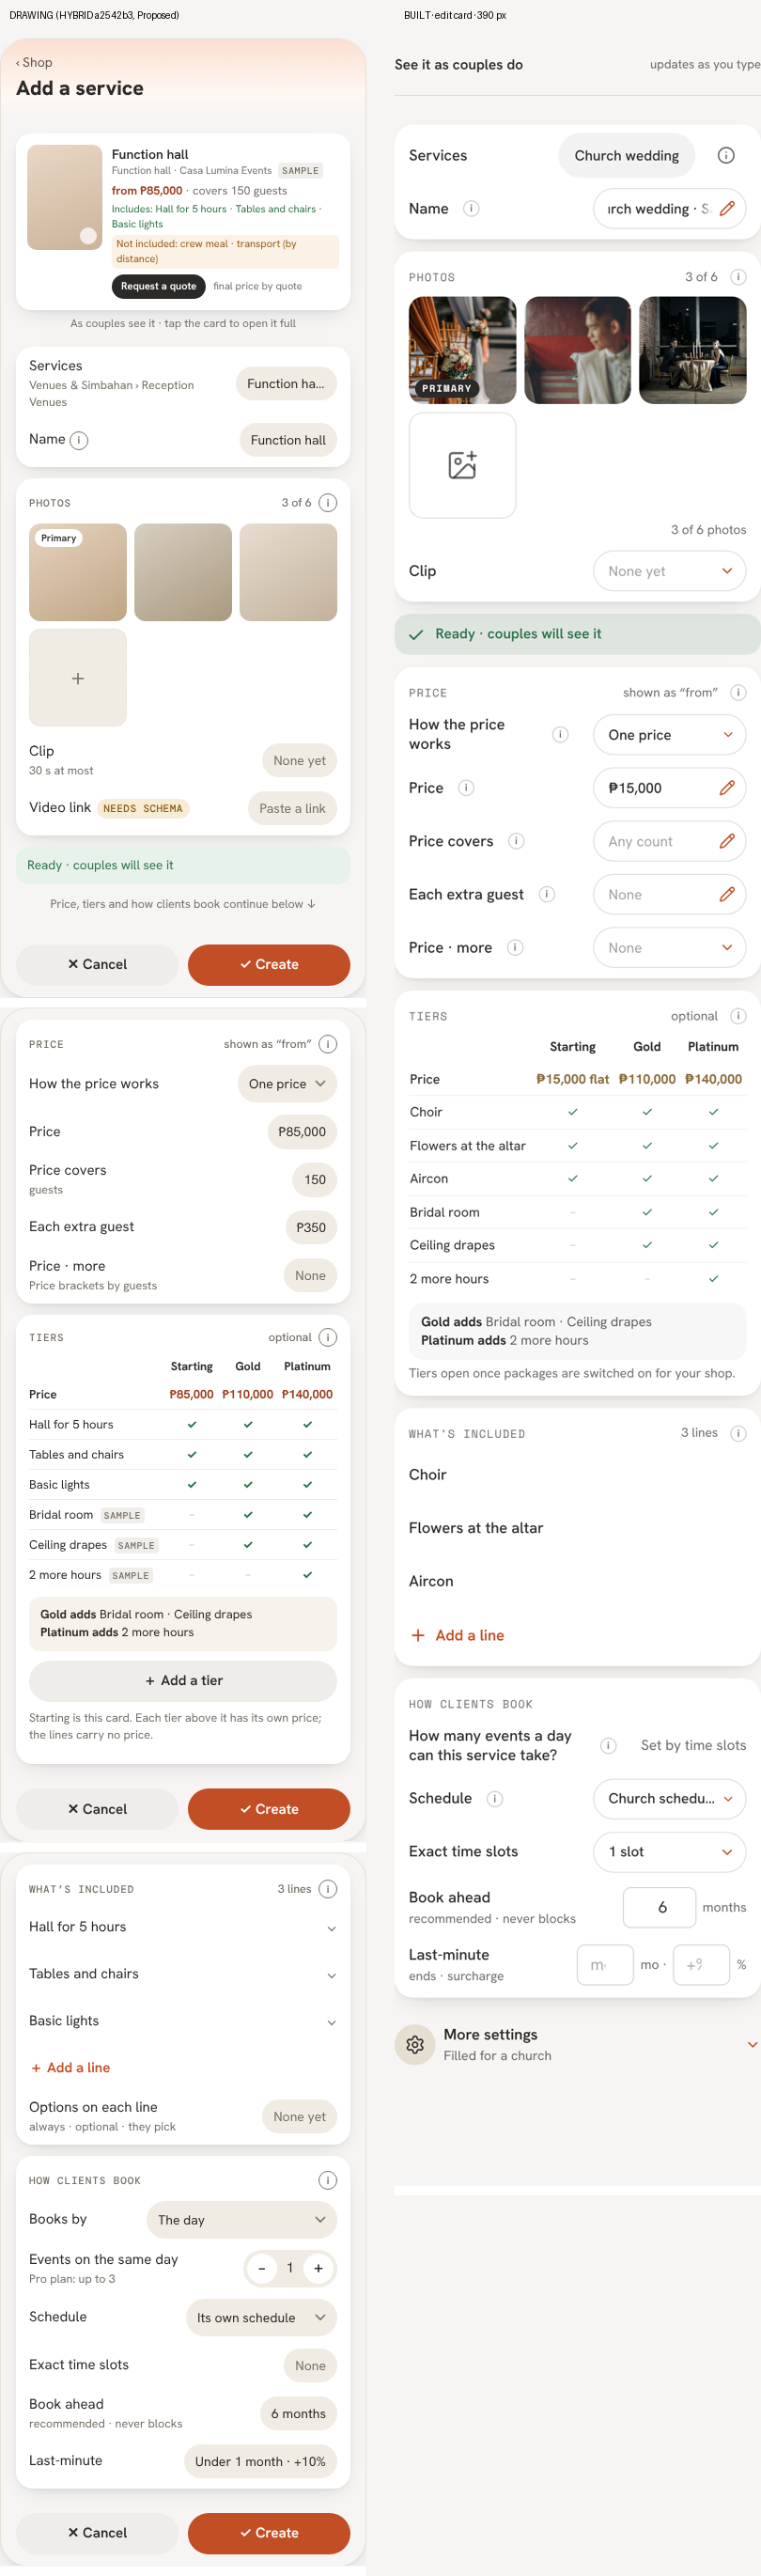 DRAWING (HYBRID a2542b3, Proposed)
‹ Shop
Add a service
Function hall
Function hall · Casa Lumina Events SAMPLE
from ₱85,000 · covers 150 guests
Includes: Hall for 5 hours · Tables and chairs ·
Basic lights
Not included: crew meal · transport (by
distance)
Request a quote final price by quote
As couples see it · tap the card to open it full
Services
Venues & Simbahan › Reception
Venues
Function ha...
Name
Function hall
PHOTOS 3 of 6
Primary
+
Clip
30 s at most
None yet
Video link NEEDS SCHEMA Paste a link
Ready · couples will see it
Price, tiers and how clients book continue below ↓
✕ Cancel ✓ Create
PRICE shown as “from”
How the price works One price
Price ₱85,000
Price covers
guests
150
Each extra guest ₱350
Price · more
Price brackets by guests
None
TIERS optional
Starting Gold Platinum
Price ₱85,000 ₱110,000 ₱140,000
Hall for 5 hours ✓ ✓ ✓
Tables and chairs ✓ ✓ ✓
Basic lights ✓ ✓ ✓
Bridal room SAMPLE – ✓ ✓
Ceiling drapes SAMPLE – ✓ ✓
2 more hours SAMPLE – – ✓
Gold adds Bridal room · Ceiling drapes
Platinum adds 2 more hours
+ Add a tier
Starting is this card. Each tier above it has its own price;
the lines carry no price.
✕ Cancel ✓ Create
WHAT’S INCLUDED 3 lines
Hall for 5 hours
Tables and chairs
Basic lights
+ Add a line
Options on each line
always · optional · they pick
None yet
HOW CLIENTS BOOK
Books by The day
Events on the same day
Pro plan: up to 3
– 1 +
Schedule Its own schedule
Exact time slots None
Book ahead
recommended · never blocks
6 months
Last-minute Under 1 month · +10%
✕ Cancel ✓ Create
BUILT · edit card · 390 px
See it as couples do updates as you type
Services Church wedding
Name urch wedding · S
PHOTOS 3 of 6
PRIMARY
3 of 6 photos
Clip None yet
Ready · couples will see it
PRICE shown as “from”
How the price
works
One price
Price ₱15,000
Price covers Any count
Each extra guest None
Price · more None
TIERS optional
Starting Gold Platinum
Price ₱15,000 flat ₱110,000 ₱140,000
Choir ✓ ✓ ✓
Flowers at the altar ✓ ✓ ✓
Aircon ✓ ✓ ✓
Bridal room – ✓ ✓
Ceiling drapes – ✓ ✓
2 more hours – – ✓
Gold adds Bridal room · Ceiling drapes
Platinum adds 2 more hours
Tiers open once packages are switched on for your shop.
WHAT’S INCLUDED 3 lines
Choir
Flowers at the altar
Aircon
+ Add a line
HOW CLIENTS BOOK
How many events a day
can this service take?
Set by time slots
Schedule Church schedu...
Exact time slots 1 slot
Book ahead
recommended · never blocks
6 months
Last-minute
ends · surcharge
mo · %
More settings
Filled for a church